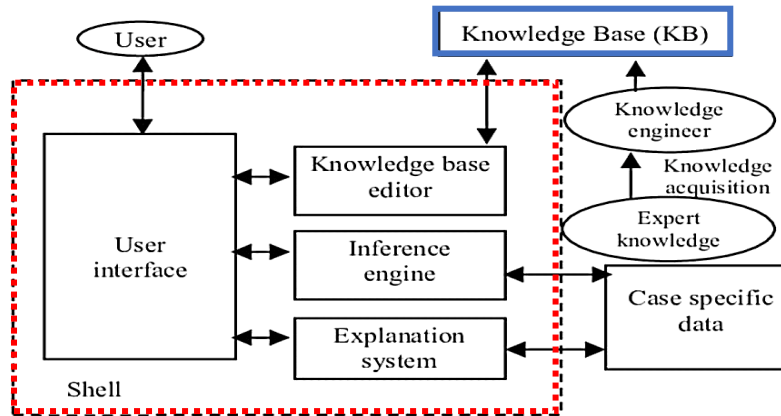 User
Knowledge Base (KB)
Knowledge
engineer
Knowledge
acquisition
Expert
knowledge
Knowledge base
editor
User
interface
Inference
engine
Case specific
data
Explanation
system
Shell